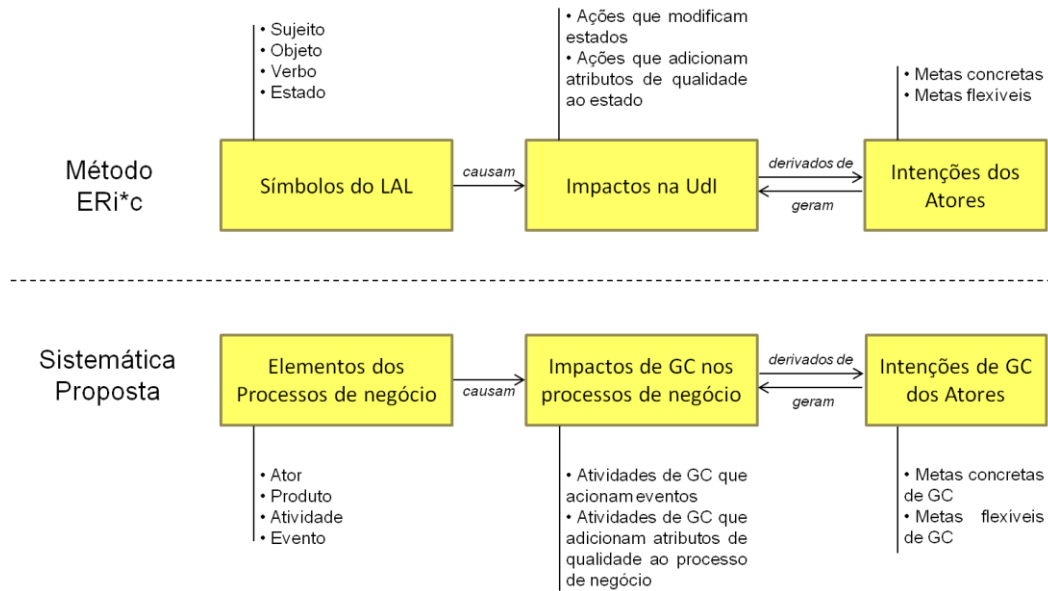 • Sujeito
• Objeto
• Verbo
• Estado
• Ações que modificam
estados
• Ações que adicionam
atributos de qualidade
ao estado
• Metas concretas
• Metas flexíveis
Método
ERi*c
Símbolos do LAL
causam
Impactos na UdI
derivados de
geram
Intenções dos
Atores
Sistemática
Proposta
Elementos dos
Processos de negócio
causam
Impactos de GC nos
processos de negócio
derivados de
geram
Intenções de GC
dos Atores
• Ator
• Produto
• Atividade
• Evento
• Atividades de GC que
acionam eventos
• Atividades de GC que
adicionam atributos de
qualidade ao processo
de negócio
• Metas concretas
de GC
• Metas flexíveis
de GC